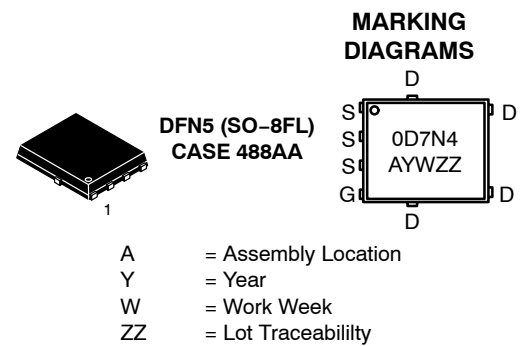 MARKING
DIAGRAMS
D
S
D
DFN5 (SO−8FL)
S
0D7N4
CASE 488AA
S
AYWZZ
G
D
1
D
A = Assembly Location
Y = Year
W = Work Week
ZZ = Lot Traceabililty